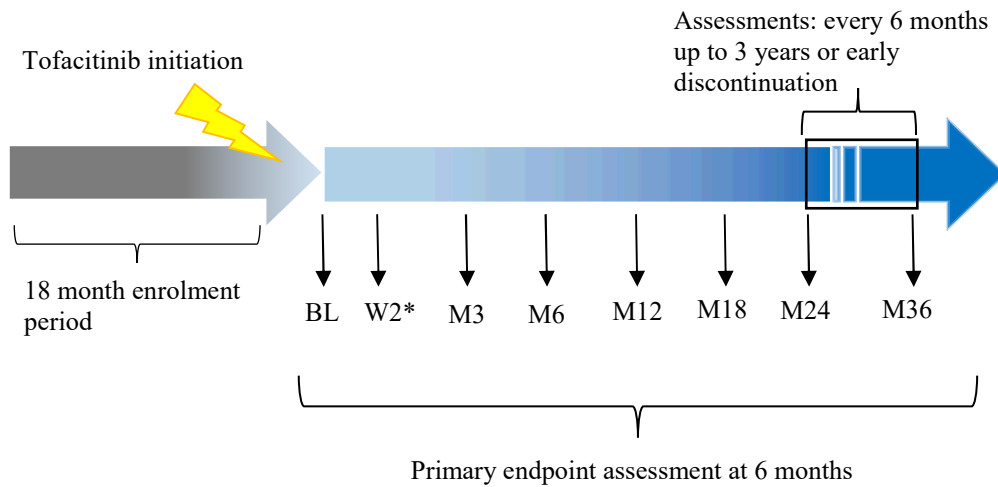 Assessments: every 6 months
up to 3 years or early
discontinuation
Tofacitinib initiation
18 month enrolment
period
BL
W2*
M3
M6
M12
M18
M24
M36
Primary endpoint assessment at 6 months